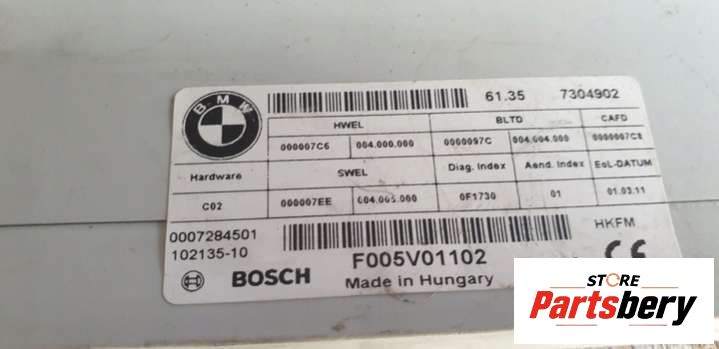 BMW
61.35 7304902
HWEL BLTD CAFD
000007C6 004.000.000 0000097C 004.004.000 000007C8
Hardware SWEL Diag. Index Aend. Index EoL-DATUM
C02 000007EE 004.005.000 0F1730 01 01.03.11
0007284501 HKFM
102135-10 F005V01102 CE
BOSCH Made in Hungary
STORE
Partsbery